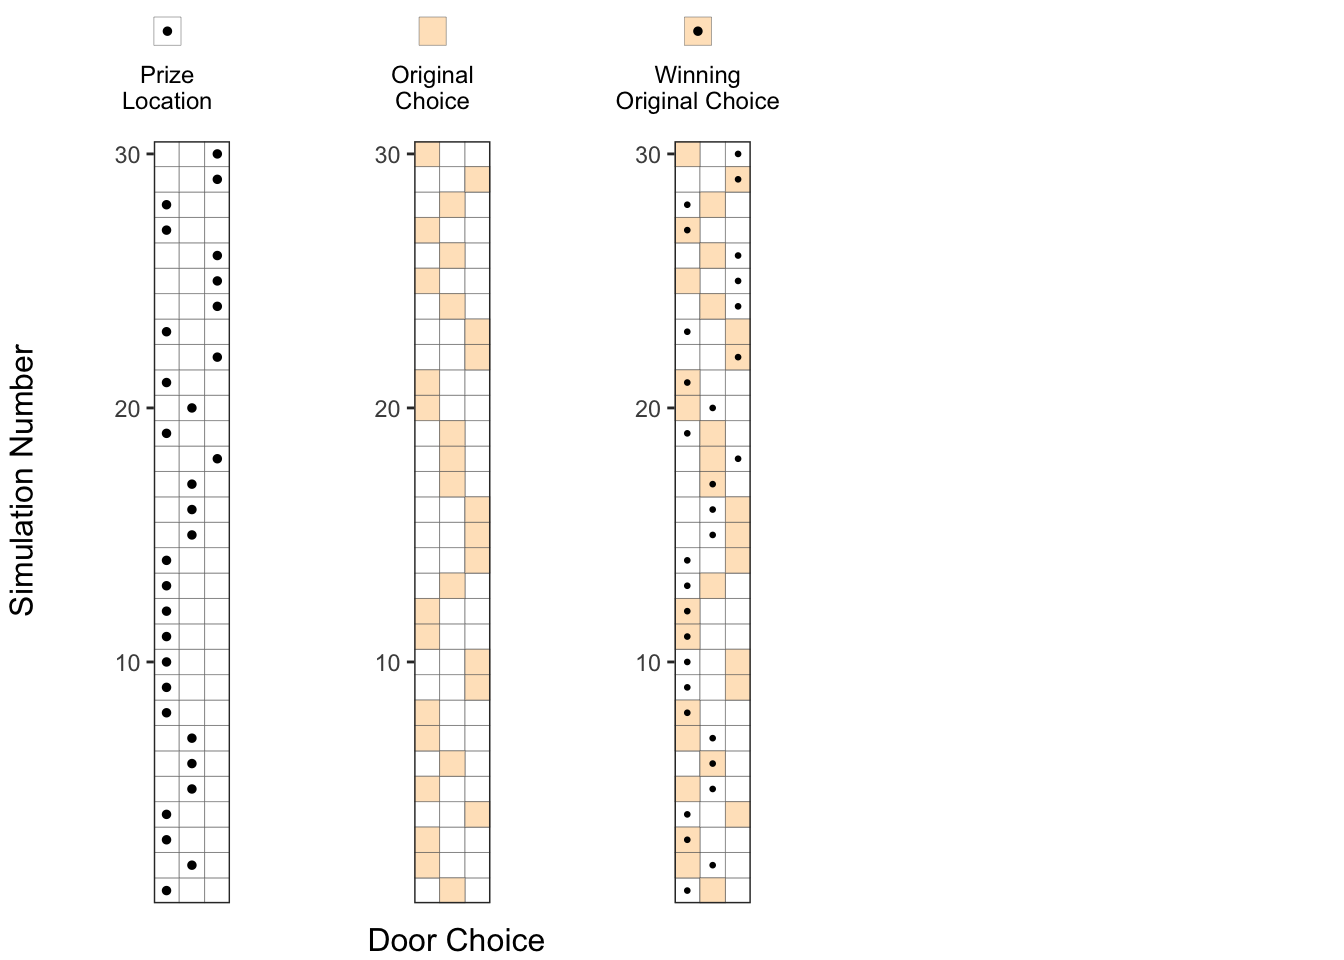 Prize
Location
Original
Choice
Winning
Original Choice
30
20
10
30
20
10
30
20
10
Simulation Number
Door Choice